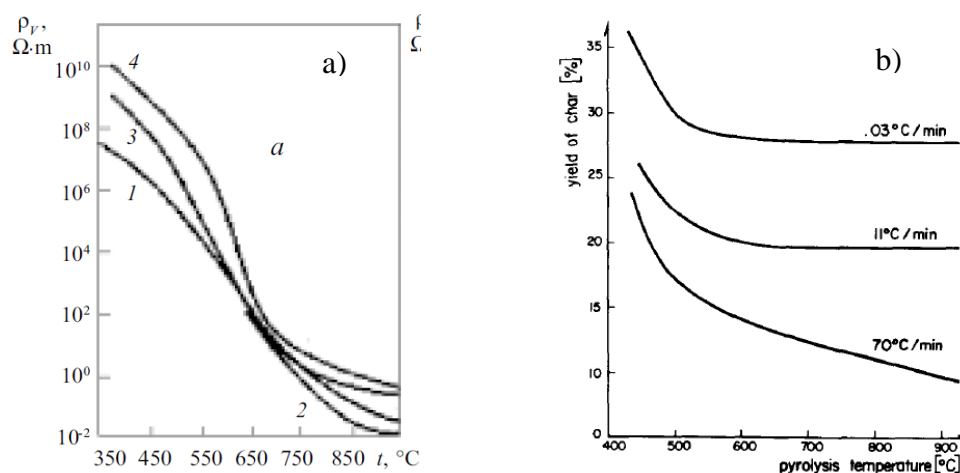 ρV,
Ω·m
a)
ρ
Ω
10^10
10^8
10^6
10^4
10^2
10^0
10^-2
4
3
1
2
a
350 450 550 650 750 850 t, °C
b)
yield of char [%]
35
30
25
20
15
10
0
.03°C/min
11°C/min
70°C/min
400 500 600 700 800 900
pyrolysis temperature [°C]